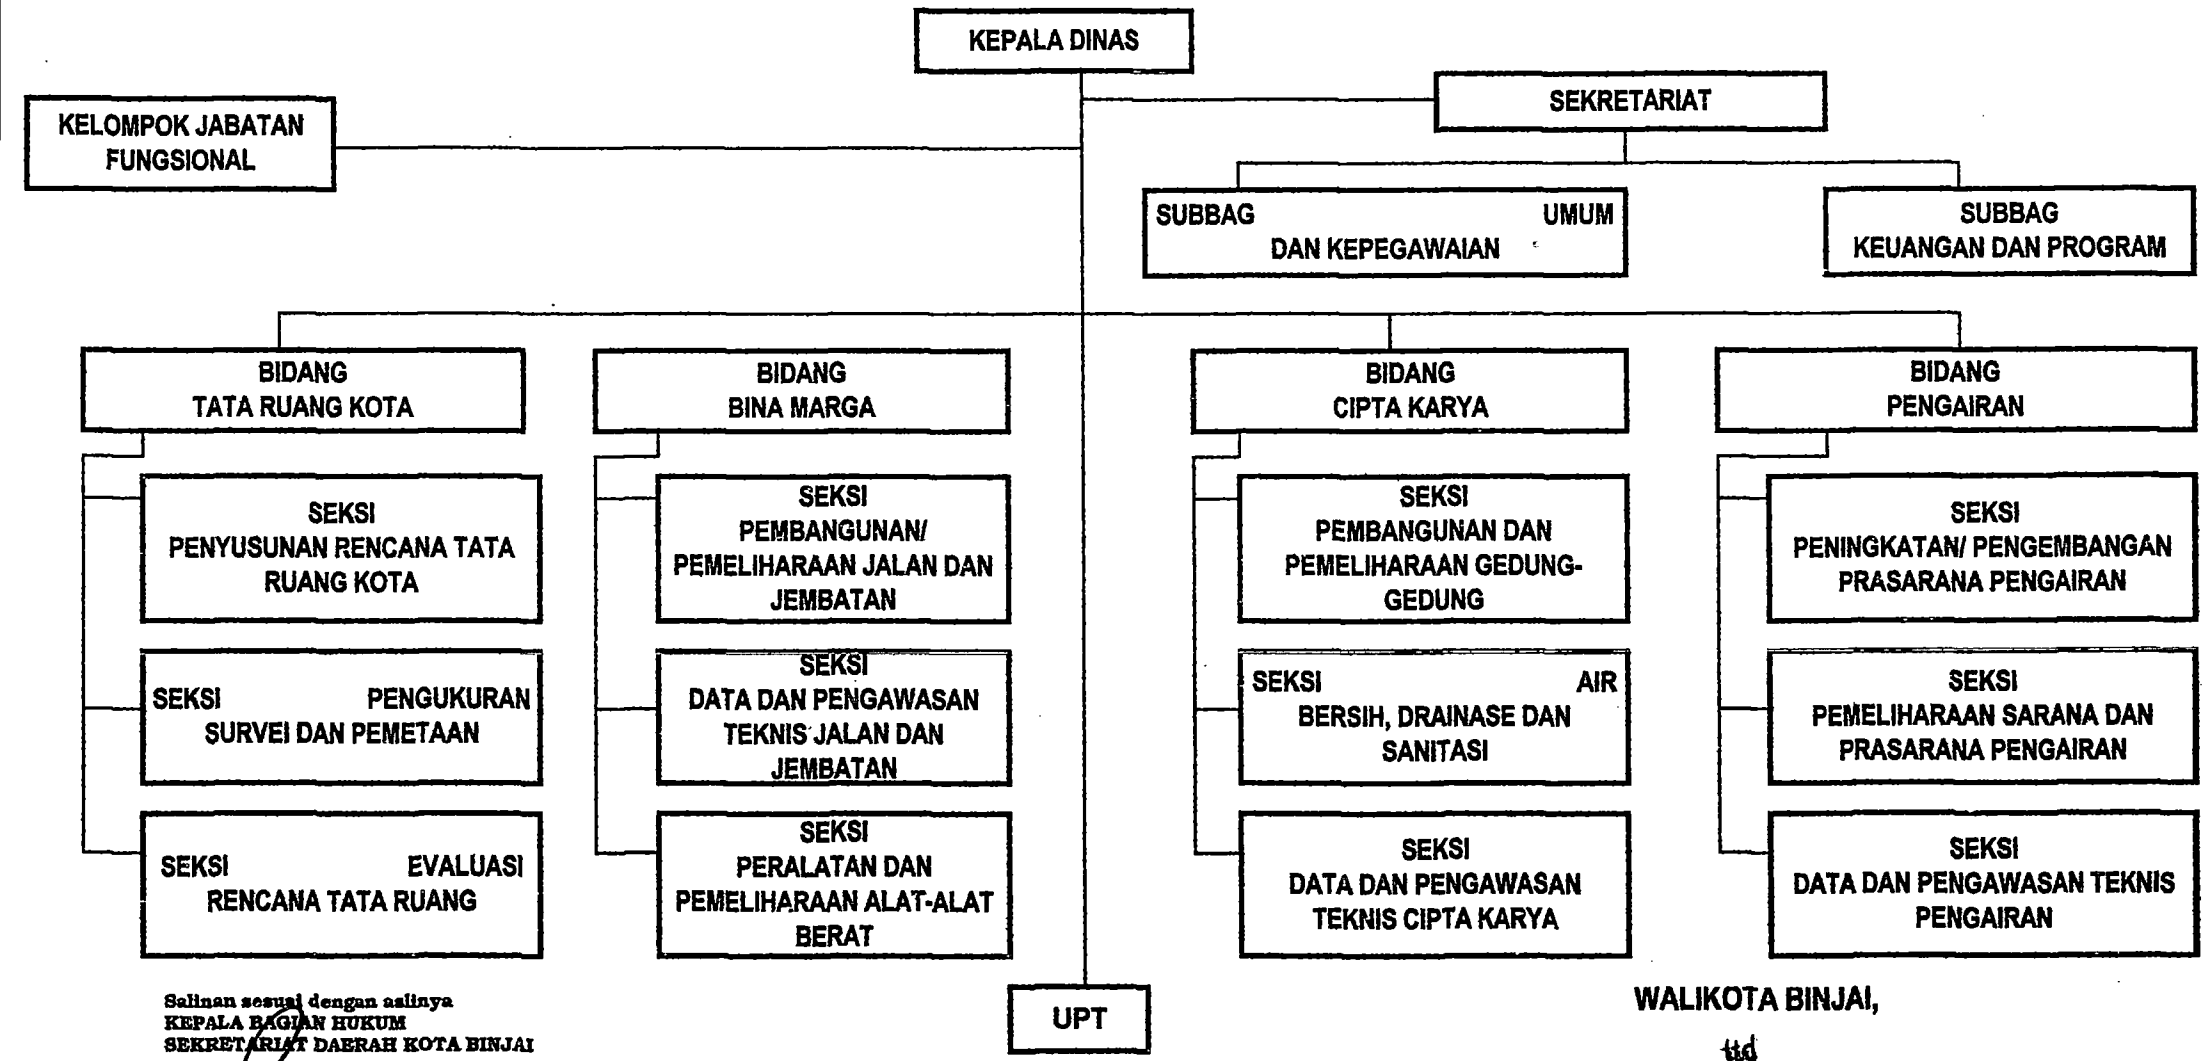 KEPALA DINAS
SEKRETARIAT
KELOMPOK JABATAN
FUNGSIONAL
SUBBAG UMUM
DAN KEPEGAWAIAN
SUBBAG
KEUANGAN DAN PROGRAM
BIDANG
TATA RUANG KOTA
BIDANG
BINA MARGA
BIDANG
CIPTA KARYA
BIDANG
PENGAIRAN
SEKSI
PENYUSUNAN RENCANA TATA
RUANG KOTA
SEKSI
PEMBANGUNAN/
PEMELIHARAAN JALAN DAN
JEMBATAN
SEKSI
PEMBANGUNAN DAN
PEMELIHARAAN GEDUNG-
GEDUNG
SEKSI
PENINGKATAN/ PENGEMBANGAN
PRASARANA PENGAIRAN
SEKSI PENGUKURAN
SURVEI DAN PEMETAAN
SEKSI
DATA DAN PENGAWASAN
TEKNIS JALAN DAN
JEMBATAN
SEKSI AIR
BERSIH, DRAINASE DAN
SANITASI
SEKSI
PEMELIHARAAN SARANA DAN
PRASARANA PENGAIRAN
SEKSI EVALUASI
RENCANA TATA RUANG
SEKSI
PERALATAN DAN
PEMELIHARAAN ALAT-ALAT
BERAT
SEKSI
DATA DAN PENGAWASAN
TEKNIS CIPTA KARYA
SEKSI
DATA DAN PENGAWASAN TEKNIS
PENGAIRAN
UPT
Salinan sesuai dengan aslinya
KEPALA BAGIAN HUKUM
SEKRETARIAT DAERAH KOTA BINJAI
WALIKOTA BINJAI,
ttd